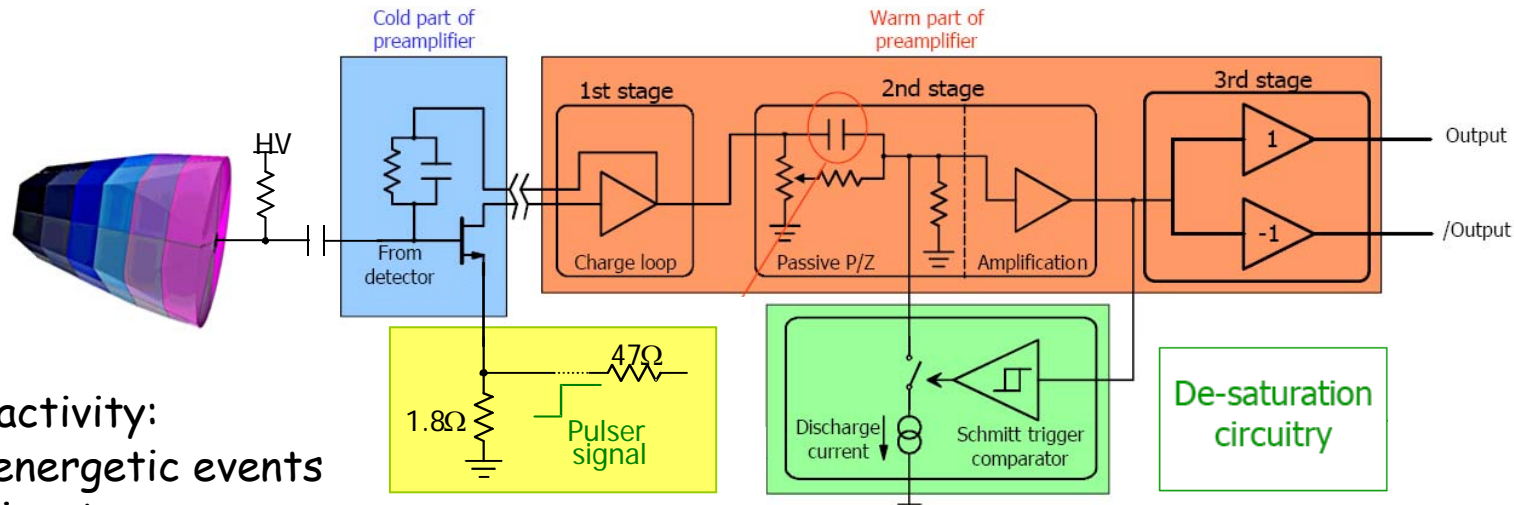 Cold part of
preamplifier
Warm part of
preamplifier
1st stage
2nd stage
3rd stage
HV
1
Output
-1
/Output
From
detector
Charge loop
Passive P/Z
Amplification
47Ω
1.8Ω
Pulser
signal
Discharge
current
Schmitt trigger
comparator
De-saturation
circuitry
activity:
energetic events